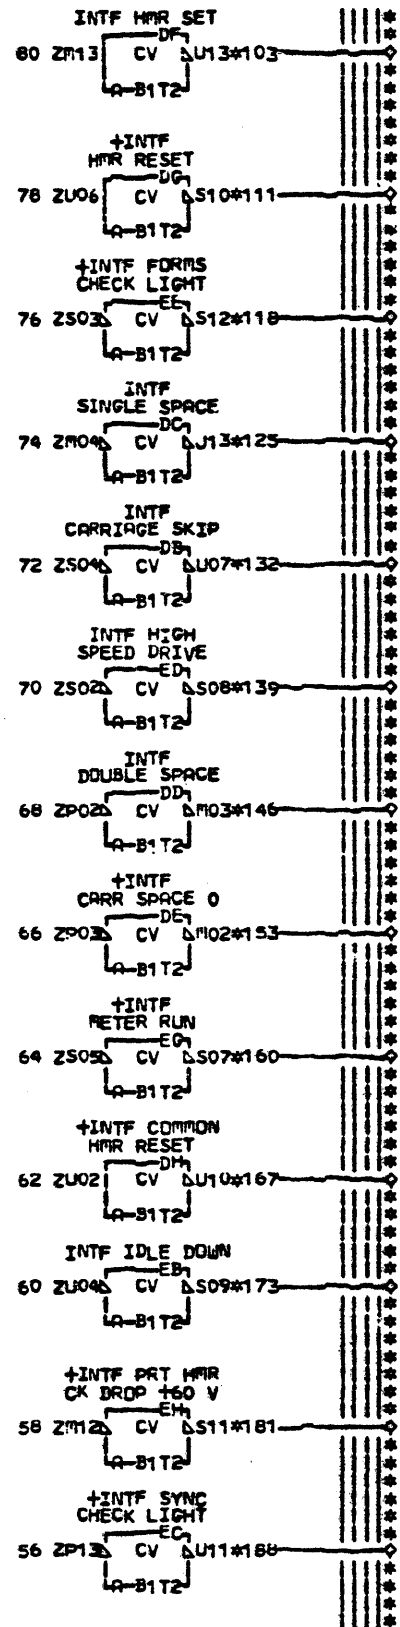 INTF HMR SET
DF
80 ZM13 CV U13*103
A-B1T2
+INTF
HMR RESET
DG
78 ZU06 CV S10*111
A-B1T2
+INTF FORMS
CHECK LIGHT
EE
76 ZS03 CV S12*118
A-B1T2
INTF
SINGLE SPACE
DC
74 ZM04 CV J13*125
A-B1T2
INTF
CARRIAGE SKIP
DB
72 ZS04 CV U07*132
A-B1T2
INTF HIGH
SPEED DRIVE
ED
70 ZS02 CV S08*139
A-B1T2
INTF
DOUBLE SPACE
DD
68 ZP02 CV M03*146
A-B1T2
+INTF
CARR SPACE 0
DE
66 ZP03 CV M02*153
A-B1T2
+INTF
METER RUN
EG
64 ZS05 CV S07*160
A-B1T2
+INTF COMMON
HMR RESET
DH
62 ZU02 CV U10*167
A-B1T2
INTF IDLE DOWN
EB
60 ZU04 CV S09*173
A-B1T2
+INTF PRT HMR
CK DROP +60 V
EH
58 ZM12 CV S11*181
A-B1T2
+INTF SYNC
CHECK LIGHT
EC
56 ZP13 CV U11*188
A-B1T2